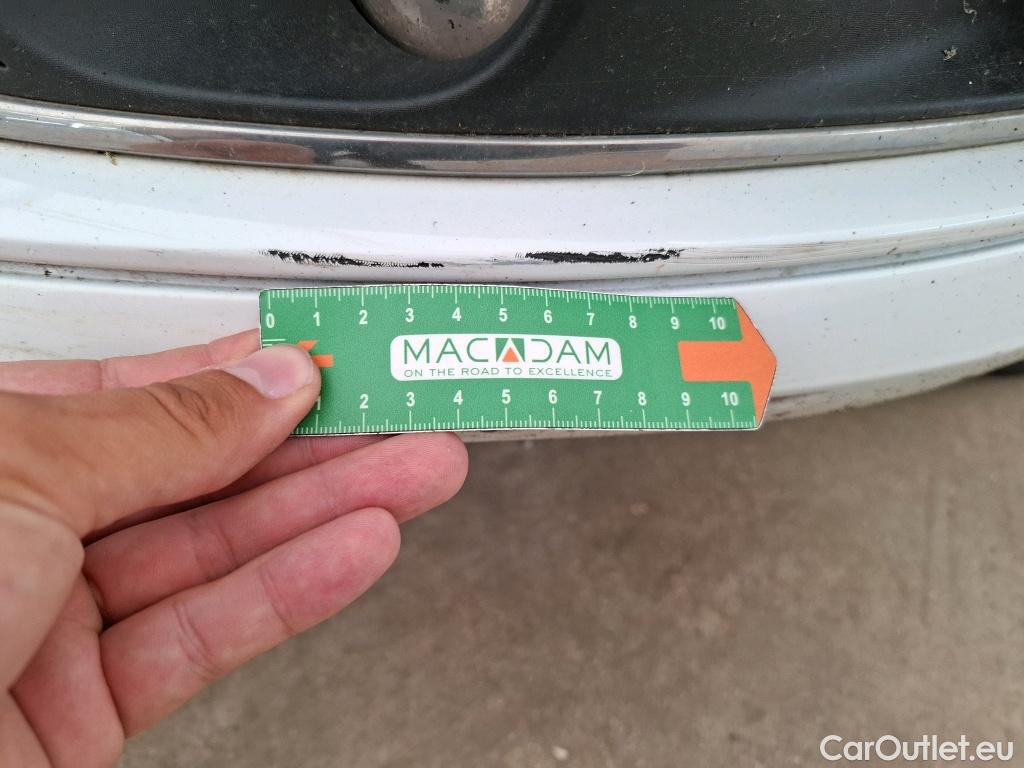 0 1 2 3 4 5 6 7 8 9 10
MACADAM
ON THE ROAD TO EXCELLENCE
1 2 3 4 5 6 7 8 9 10
CarOutlet.eu